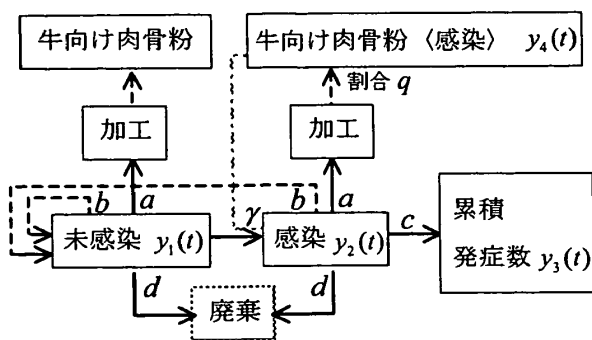 牛向け肉骨粉
牛向け肉骨粉〈感染〉 y₄(t)
割合 q
加工
加工
b
a
b
a
未感染 y₁(t)
γ
感染 y₂(t)
c
累積
発症数 y₃(t)
d
d
廃棄